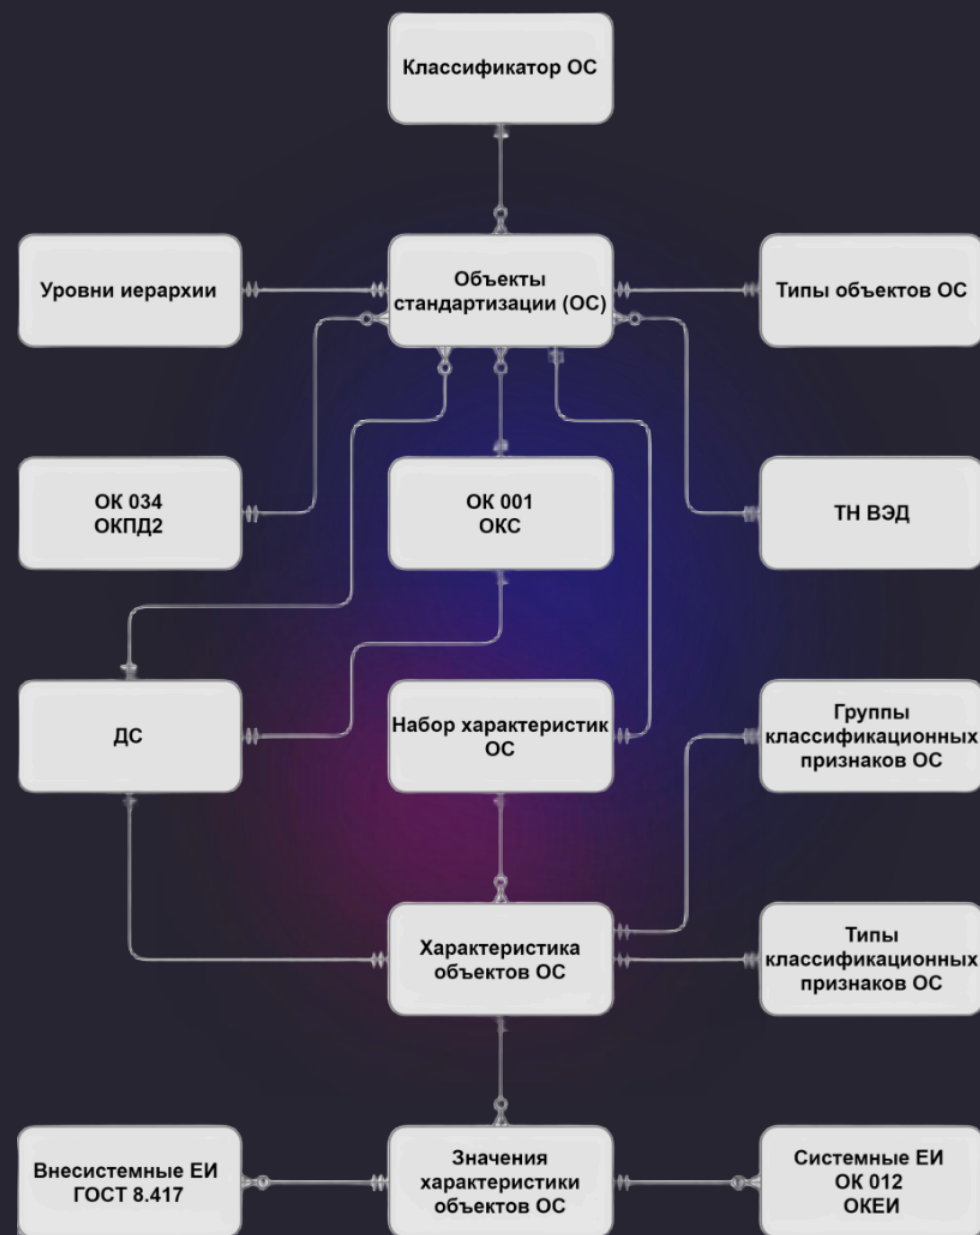 Классификатор ОС
Уровни иерархии
Объекты
стандартизации (ОС)
Типы объектов ОС
ОК 034
ОКПД2
ОК 001
ОКС
ТН ВЭД
ДС
Набор характеристик
ОС
Группы
классификационных
признаков ОС
Характеристика
объектов ОС
Типы
классификационных
признаков ОС
Внесистемные ЕИ
ГОСТ 8.417
Значения
характеристики
объектов ОС
Системные ЕИ
ОК 012
ОКЕИ